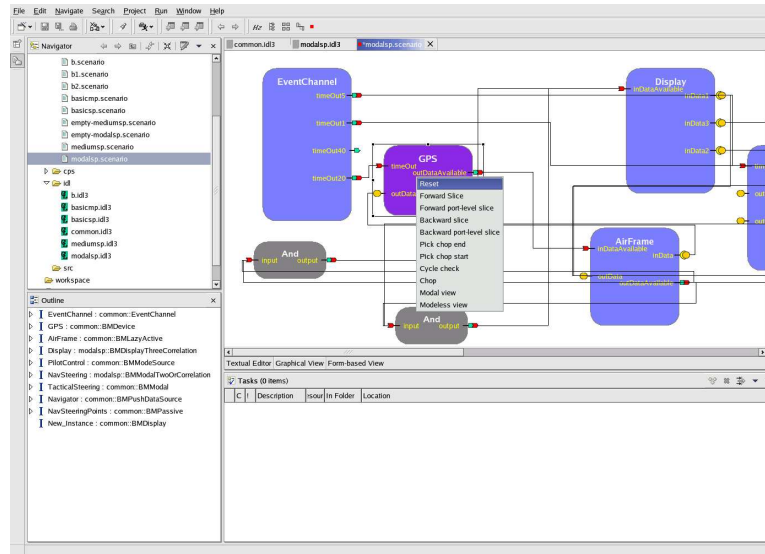 File Edit Navigate Search Project Run Window Help
Hz
Navigator
common.idl3 modalsp.idl3 *modalsp.scenario
b.scenario
b1.scenario
b2.scenario
basicmp.scenario
basicsp.scenario
empty-mediumsp.scenario
empty-modalsp.scenario
mediumsp.scenario
modalsp.scenario
cps
idl
b.idl3
basicmp.idl3
basicsp.idl3
common.idl3
mediumsp.idl3
modalsp.idl3
src
workspace
EventChannel
timeOut5
timeOut1
timeOut40
timeOut20
GPS
timeOut
outDataAvailable
outData
Display
inDataAvailable
inData1
inData3
inData2
AirFrame
inDataAvailable
inData
outData
outDataAvailable
And
input output
And
input output
Reset
Forward Slice
Forward port-level slice
Backward slice
Backward port-level slice
Pick chop end
Pick chop start
Cycle check
Chop
Modal view
Modeless view
Textual Editor Graphical View Form-based View
Outline
EventChannel : common::EventChannel
GPS : common::BMDevice
AirFrame : common::BMLazyActive
Display : modalsp::BMDisplayThreeCorrelation
PilotControl : common::BMModeSource
NavSteering : modalsp::BMModalTwoOrCorrelation
TacticalSteering : common::BMModal
Navigator : common::BMPushDataSource
NavSteeringPoints : common::BMPassive
New_Instance : common::BMDisplay
Tasks (0 items)
C ! Description rsour In Folder Location